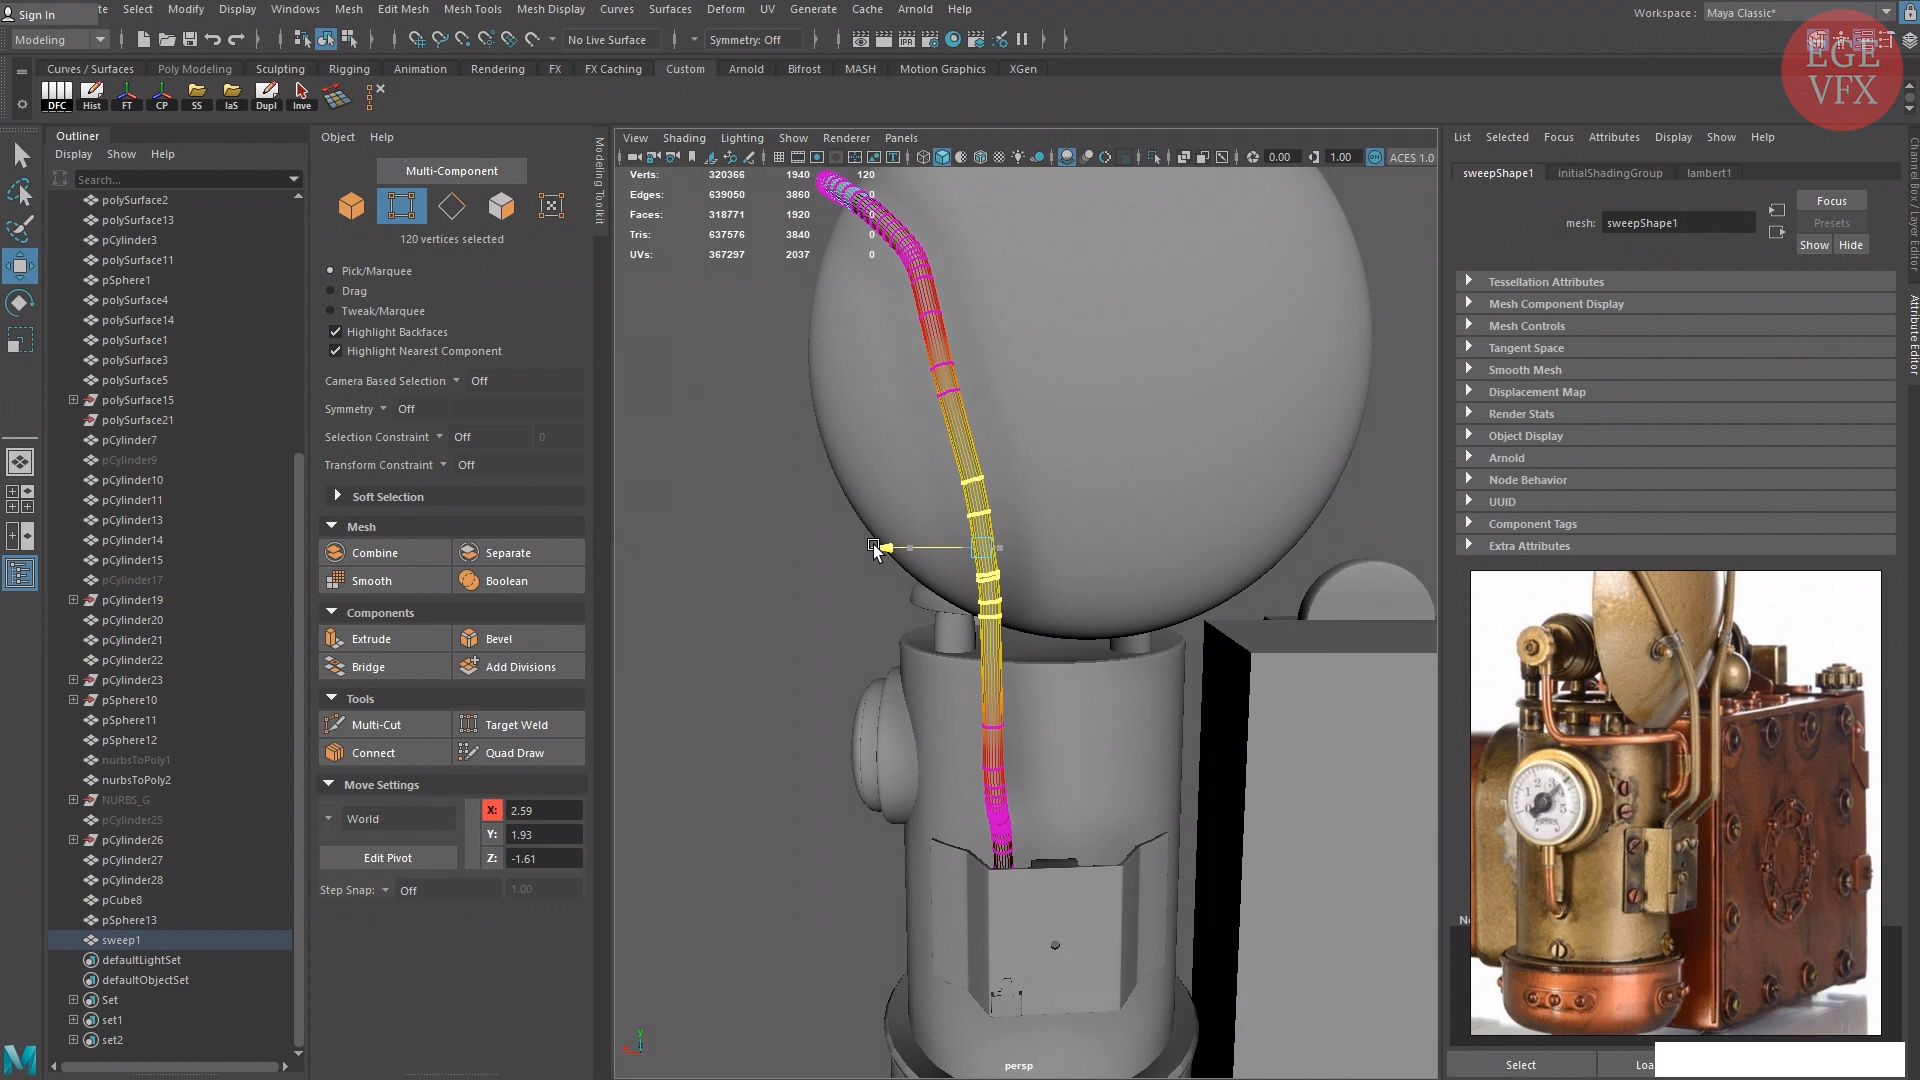 Sign In
te Select Modify Display Windows Mesh Edit Mesh Mesh Tools Mesh Display Curves Surfaces Deform UV Generate Cache Arnold Help
Workspace : Maya Classic*
Modeling
No Live Surface
Symmetry: Off
IPR
Curves / Surfaces Poly Modeling Sculpting Rigging Animation Rendering FX FX Caching Custom Arnold Bifrost MASH Motion Graphics XGen
EGE
VFX
DFC Hist FT CP SS IaS Dupl Inve
Outliner
Display Show Help
Search...
polySurface2
polySurface13
pCylinder3
polySurface11
pSphere1
polySurface4
polySurface14
polySurface1
polySurface3
polySurface5
polySurface15
polySurface21
pCylinder7
pCylinder9
pCylinder10
pCylinder11
pCylinder13
pCylinder14
pCylinder15
pCylinder17
pCylinder19
pCylinder20
pCylinder21
pCylinder22
pCylinder23
pSphere10
pSphere11
pSphere12
nurbsToPoly1
nurbsToPoly2
NURBS_G
pCylinder25
pCylinder26
pCylinder27
pCylinder28
pCube8
pSphere13
sweep1
defaultLightSet
defaultObjectSet
Set
set1
set2
Object Help
Modeling Toolkit
Multi-Component
120 vertices selected
Pick/Marquee
Drag
Tweak/Marquee
Highlight Backfaces
Highlight Nearest Component
Camera Based Selection Off
Symmetry Off
Selection Constraint Off 0
Transform Constraint Off
Soft Selection
Mesh
Combine Separate
Smooth Boolean
Components
Extrude Bevel
Bridge Add Divisions
Tools
Multi-Cut Target Weld
Connect Quad Draw
Move Settings
World
X: 2.59
Y: 1.93
Edit Pivot
Z: -1.61
Step Snap: Off 1.00
View Shading Lighting Show Renderer Panels
0.00 1.00 ACES 1.0
Verts: 320366 1940 120
Edges: 639050 3860 0
Faces: 318771 1920 0
Tris: 637576 3840 0
UVs: 367297 2037 0
y
persp
List Selected Focus Attributes Display Show Help
sweepShape1 initialShadingGroup lambert1
mesh: sweepShape1
Focus
Presets
Show Hide
Tessellation Attributes
Mesh Component Display
Mesh Controls
Tangent Space
Smooth Mesh
Displacement Map
Render Stats
Object Display
Arnold
Node Behavior
UUID
Component Tags
Extra Attributes
Select
Loa
Channel Box / Layer Editor
Attribute Editor